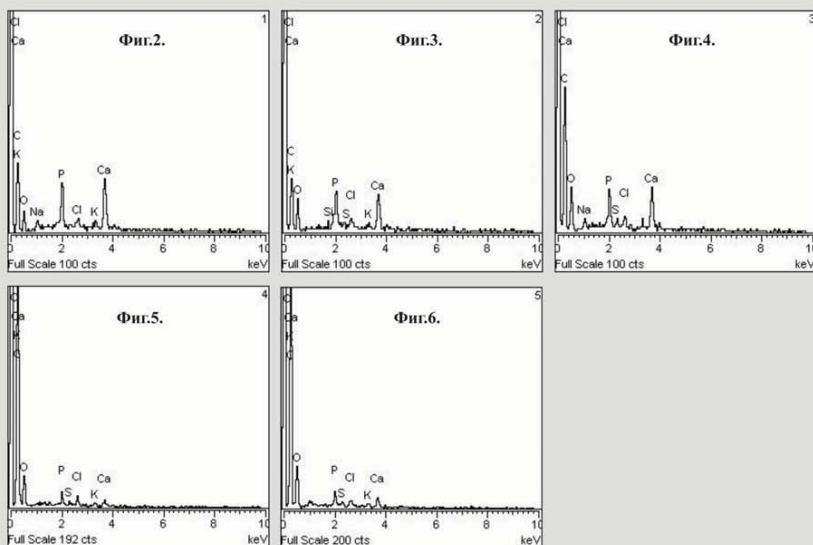 1
Фиг.2.
Cl
Ca
C
K
O
Na
P
Cl
K
Ca
0 2 4 6 8 10
Full Scale 100 cts keV
2
Фиг.3.
Cl
Ca
C
K
O
Si
P
S
Cl
K
Ca
0 2 4 6 8 10
Full Scale 100 cts keV
3
Фиг.4.
Cl
Ca
C
O
Na
P
S
Cl
Ca
0 2 4 6 8 10
Full Scale 100 cts keV
4
Фиг.5.
Ca
K
O
P
S
Cl
K
Ca
0 2 4 6 8 10
Full Scale 192 cts keV
5
Фиг.6.
Ca
K
O
P
S
Cl
K
Ca
0 2 4 6 8 10
Full Scale 200 cts keV